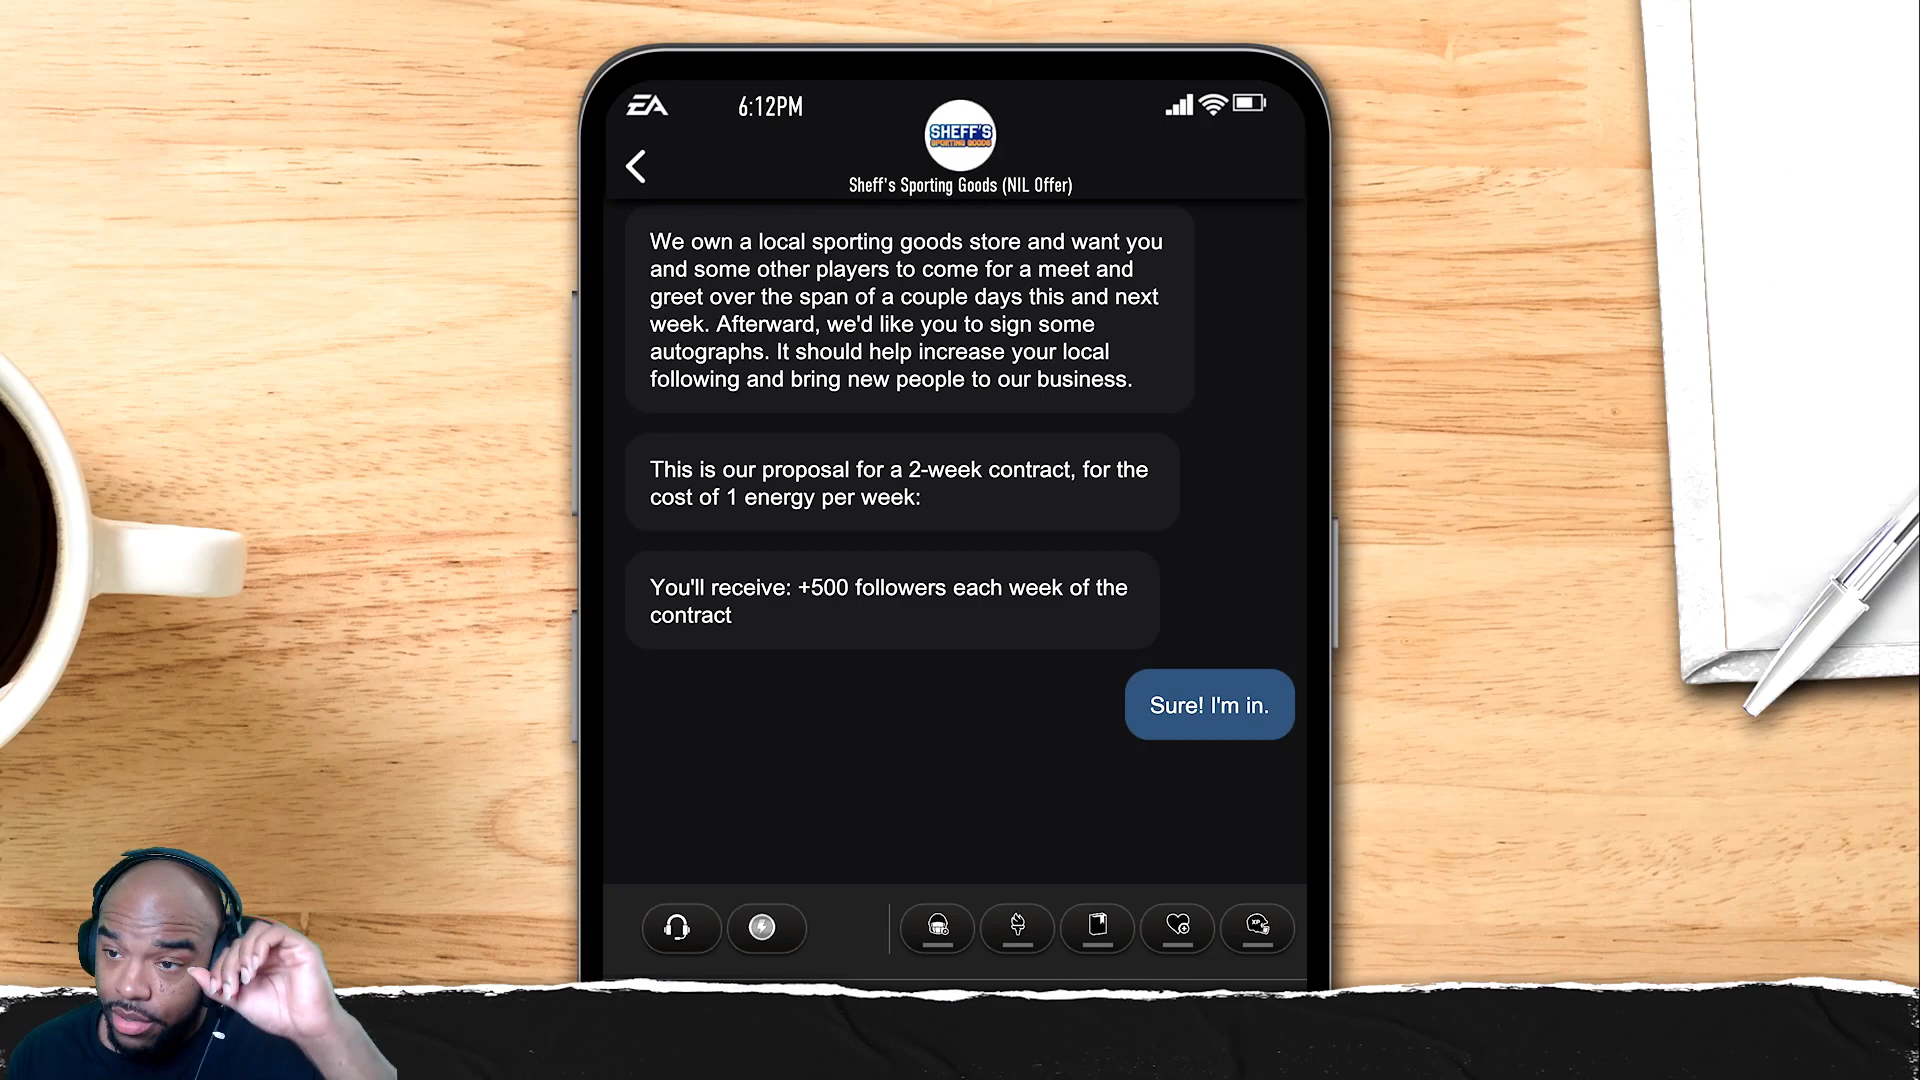 EA
6:12PM
SHEFF'S
SPORTING GOODS
Sheff's Sporting Goods (NIL Offer)
We own a local sporting goods store and want you
and some other players to come for a meet and
greet over the span of a couple days this and next
week. Afterward, we'd like you to sign some
autographs. It should help increase your local
following and bring new people to our business.
This is our proposal for a 2-week contract, for the
cost of 1 energy per week:
You'll receive: +500 followers each week of the
contract
Sure! I'm in.
XP